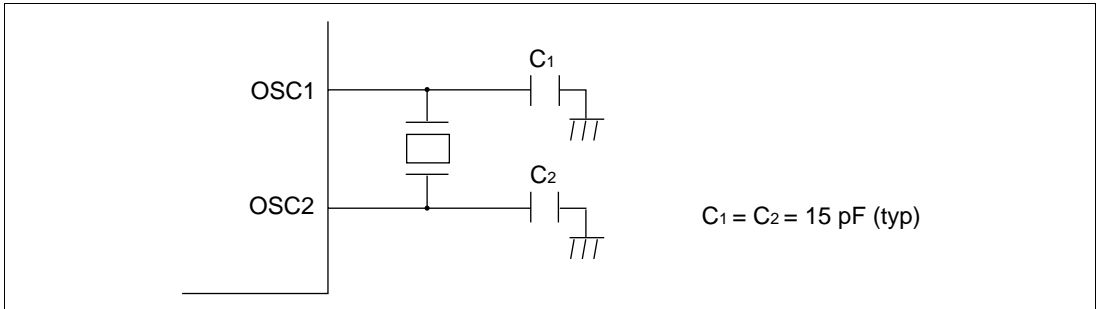 C1
OSC1
C2
OSC2
C1 = C2 = 15 pF (typ)